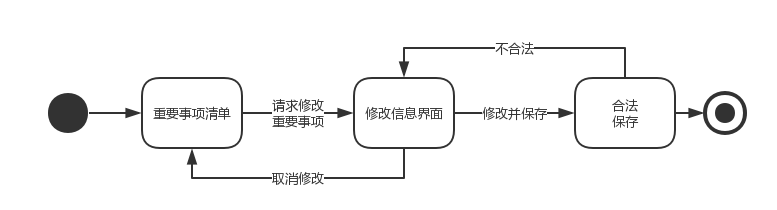 不合法
重要事项清单
请求修改
重要事项
修改信息界面
修改并保存
合法
保存
取消修改